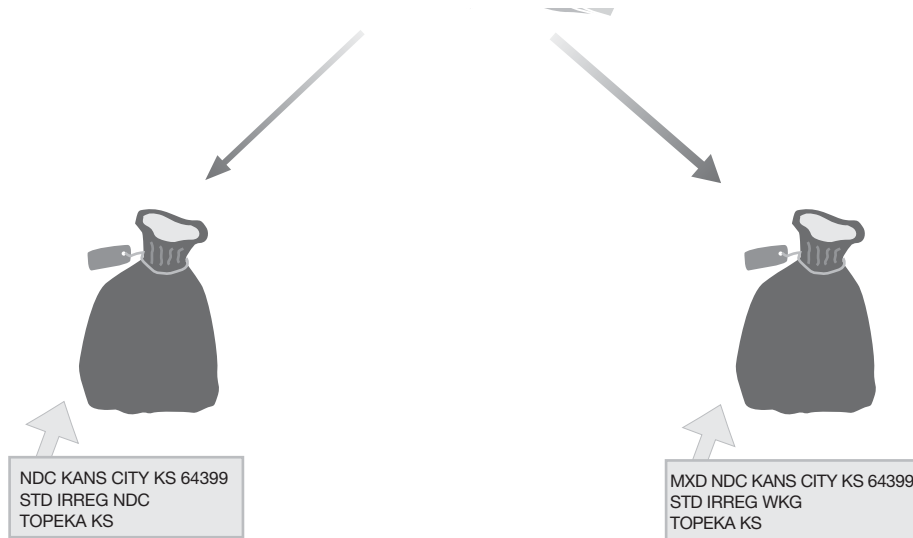 NDC KANS CITY KS 64399
STD IRREG NDC
TOPEKA KS
MXD NDC KANS CITY KS 64399
STD IRREG WKG
TOPEKA KS